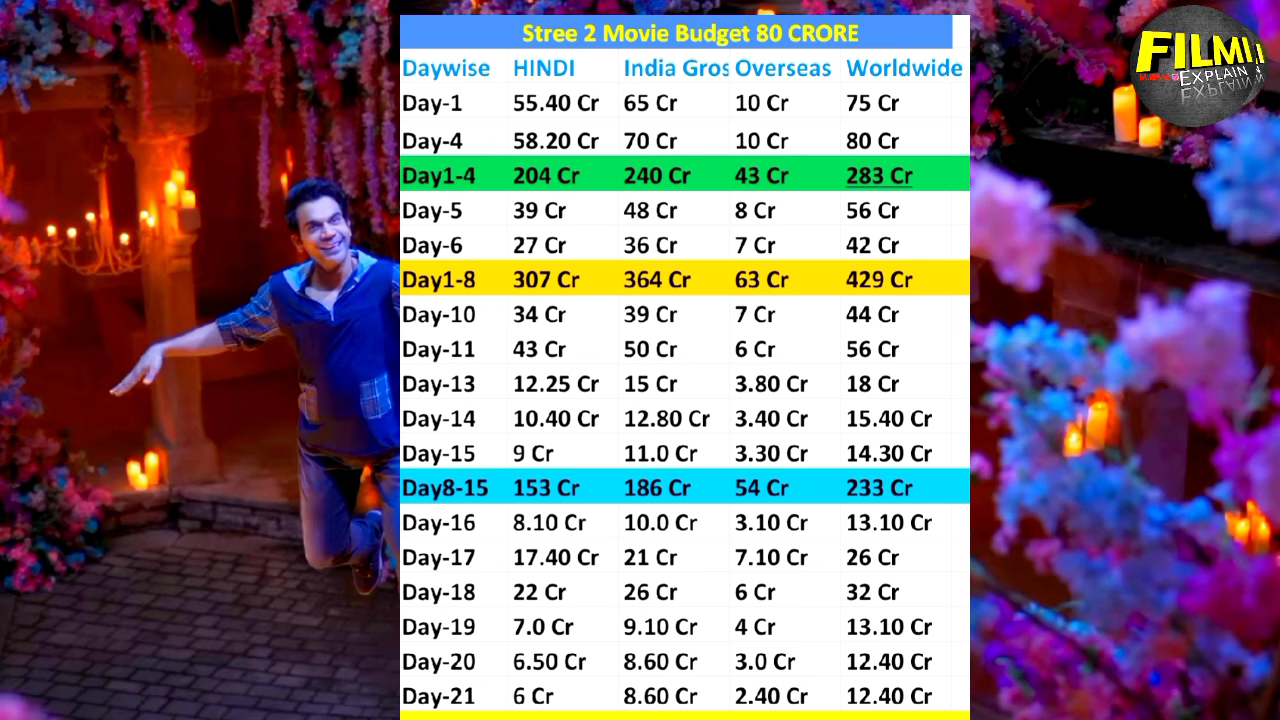 Stree 2 Movie Budget 80 CRORE
Daywise HINDI India Gros Overseas Worldwide
Day-1 55.40 Cr 65 Cr 10 Cr 75 Cr
Day-4 58.20 Cr 70 Cr 10 Cr 80 Cr
Day1-4 204 Cr 240 Cr 43 Cr 283 Cr
Day-5 39 Cr 48 Cr 8 Cr 56 Cr
Day-6 27 Cr 36 Cr 7 Cr 42 Cr
Day1-8 307 Cr 364 Cr 63 Cr 429 Cr
Day-10 34 Cr 39 Cr 7 Cr 44 Cr
Day-11 43 Cr 50 Cr 6 Cr 56 Cr
Day-13 12.25 Cr 15 Cr 3.80 Cr 18 Cr
Day-14 10.40 Cr 12.80 Cr 3.40 Cr 15.40 Cr
Day-15 9 Cr 11.0 Cr 3.30 Cr 14.30 Cr
Day8-15 153 Cr 186 Cr 54 Cr 233 Cr
Day-16 8.10 Cr 10.0 Cr 3.10 Cr 13.10 Cr
Day-17 17.40 Cr 21 Cr 7.10 Cr 26 Cr
Day-18 22 Cr 26 Cr 6 Cr 32 Cr
Day-19 7.0 Cr 9.10 Cr 4 Cr 13.10 Cr
Day-20 6.50 Cr 8.60 Cr 3.0 Cr 12.40 Cr
Day-21 6 Cr 8.60 Cr 2.40 Cr 12.40 Cr
FILMI
EXPLAIN